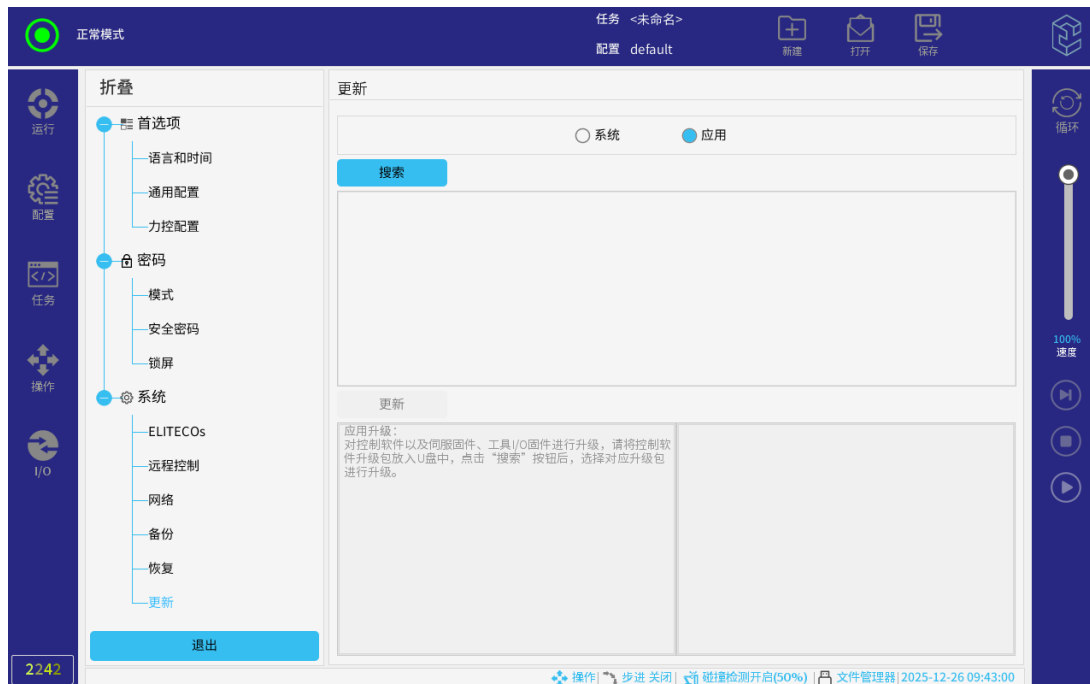 正常模式
任务 <未命名>
配置 default
新建
打开
保存
运行
配置
任务
操作
I/O
2242
折叠
首选项
语言和时间
通用配置
力控配置
密码
模式
安全密码
锁屏
系统
ELITECOs
远程控制
网络
备份
恢复
更新
退出
更新
系统
应用
搜索
更新
应用升级：
对控制软件以及伺服固件、工具I/O固件进行升级，请将控制软
件升级包放入U盘中，点击“搜索”按钮后，选择对应升级包
进行升级。
循环
100%
速度
操作| 步进 关闭| 碰撞检测开启(50%) | 文件管理器|2025-12-26 09:43:00